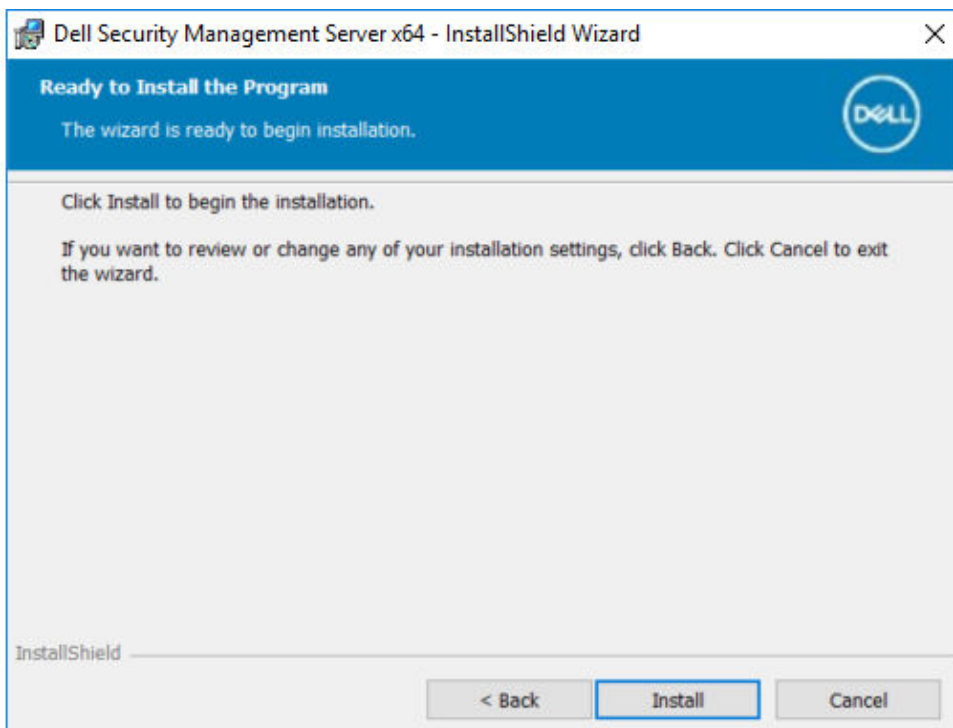 Dell Security Management Server x64 - InstallShield Wizard
Ready to Install the Program
The wizard is ready to begin installation.
DELL
Click Install to begin the installation.
If you want to review or change any of your installation settings, click Back. Click Cancel to exit
the wizard.
InstallShield
< Back
Install
Cancel